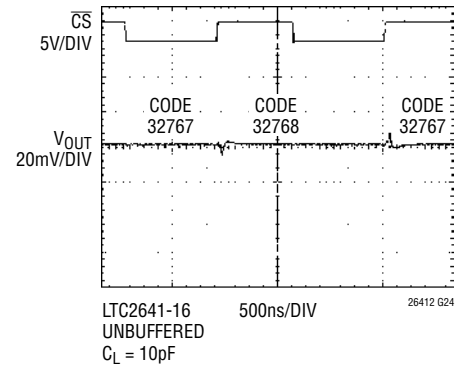 CS
5V/DIV
CODE 32767 CODE 32768 CODE 32767
VOUT
20mV/DIV
LTC2641-16 500ns/DIV 26412 G24
UNBUFFERED
CL = 10pF